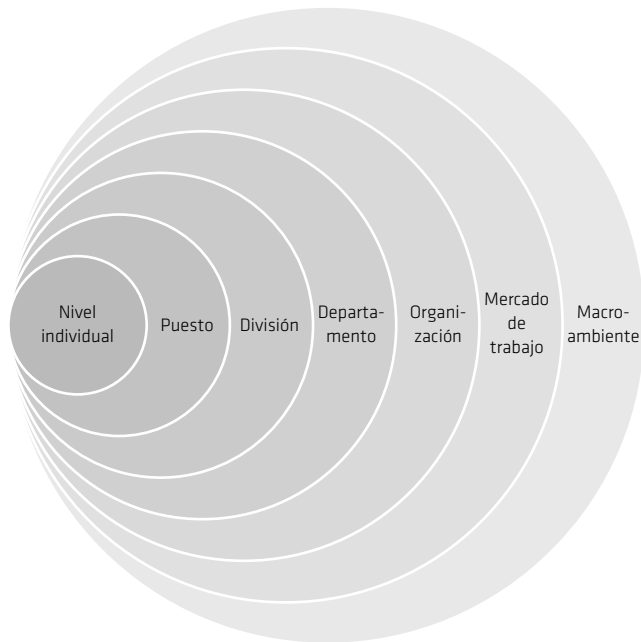 Nivel
individual
Puesto
División
Departa-
mento
Organi-
zación
Mercado
de
trabajo
Macro-
ambiente